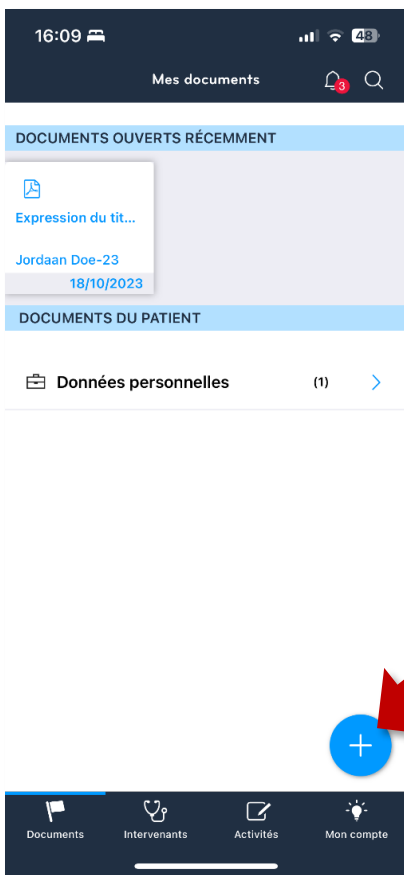 16:09
48
Mes documents
3
DOCUMENTS OUVERTS RÉCEMMENT
Expression du tit...
Jordaan Doe-23
18/10/2023
DOCUMENTS DU PATIENT
Données personnelles (1)
Documents Intervenants Activités Mon compte